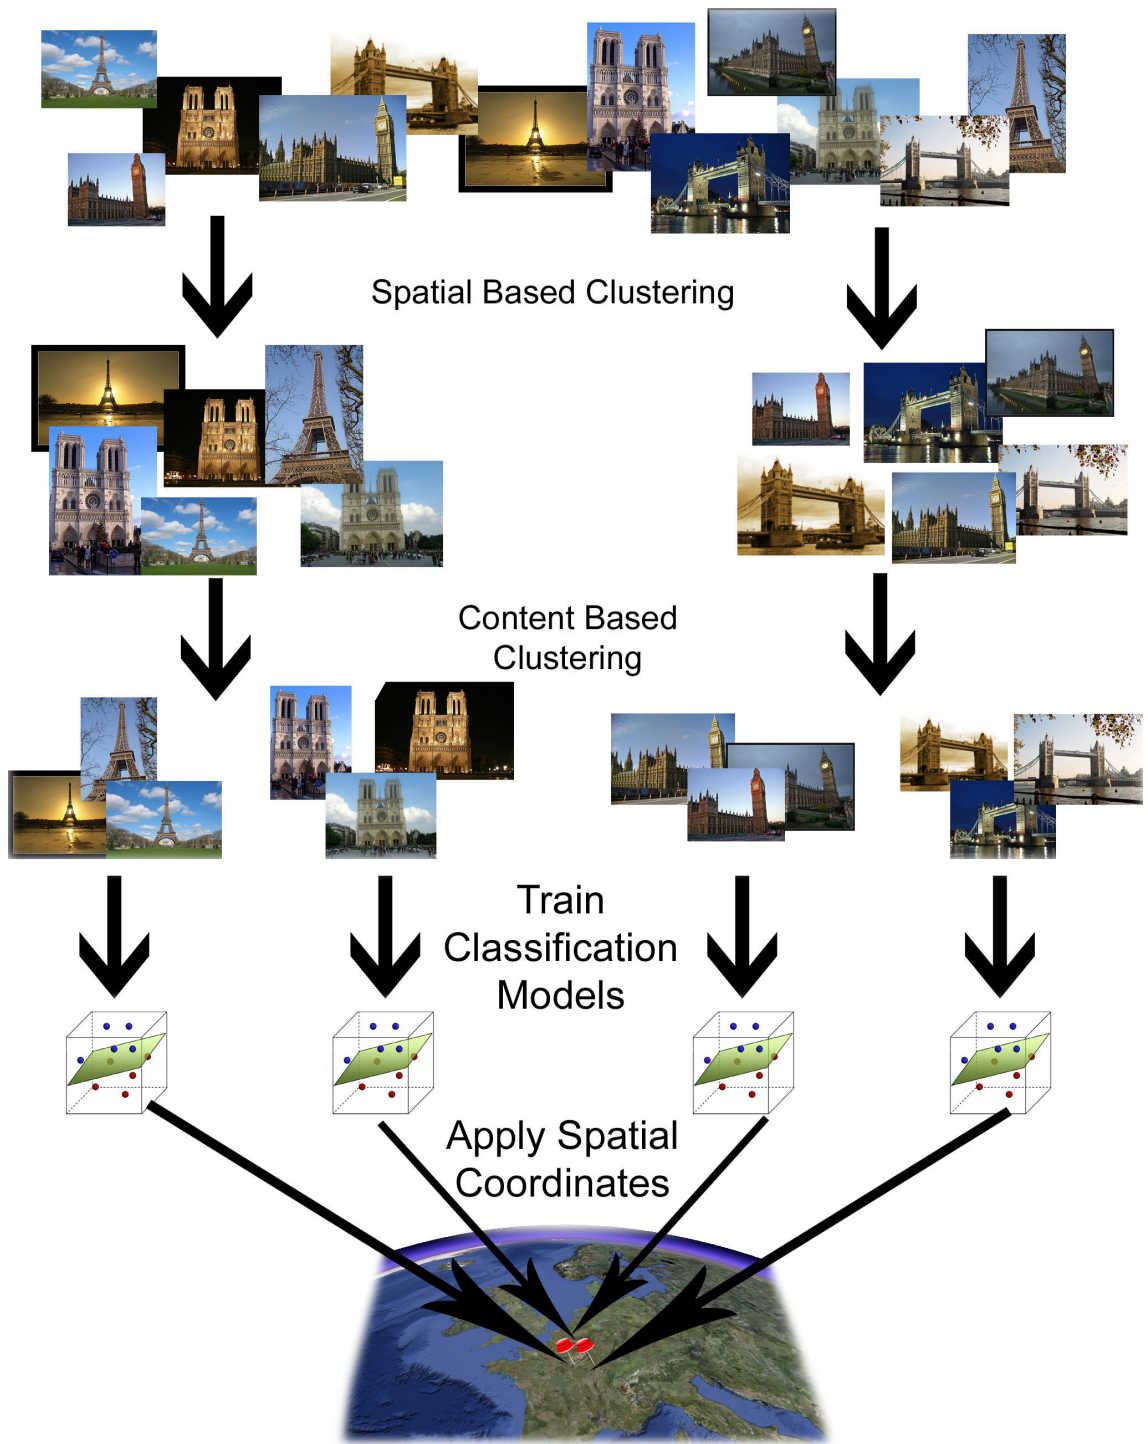 Spatial Based Clustering
Content Based
Clustering
Train
Classification
Models
Apply Spatial
Coordinates